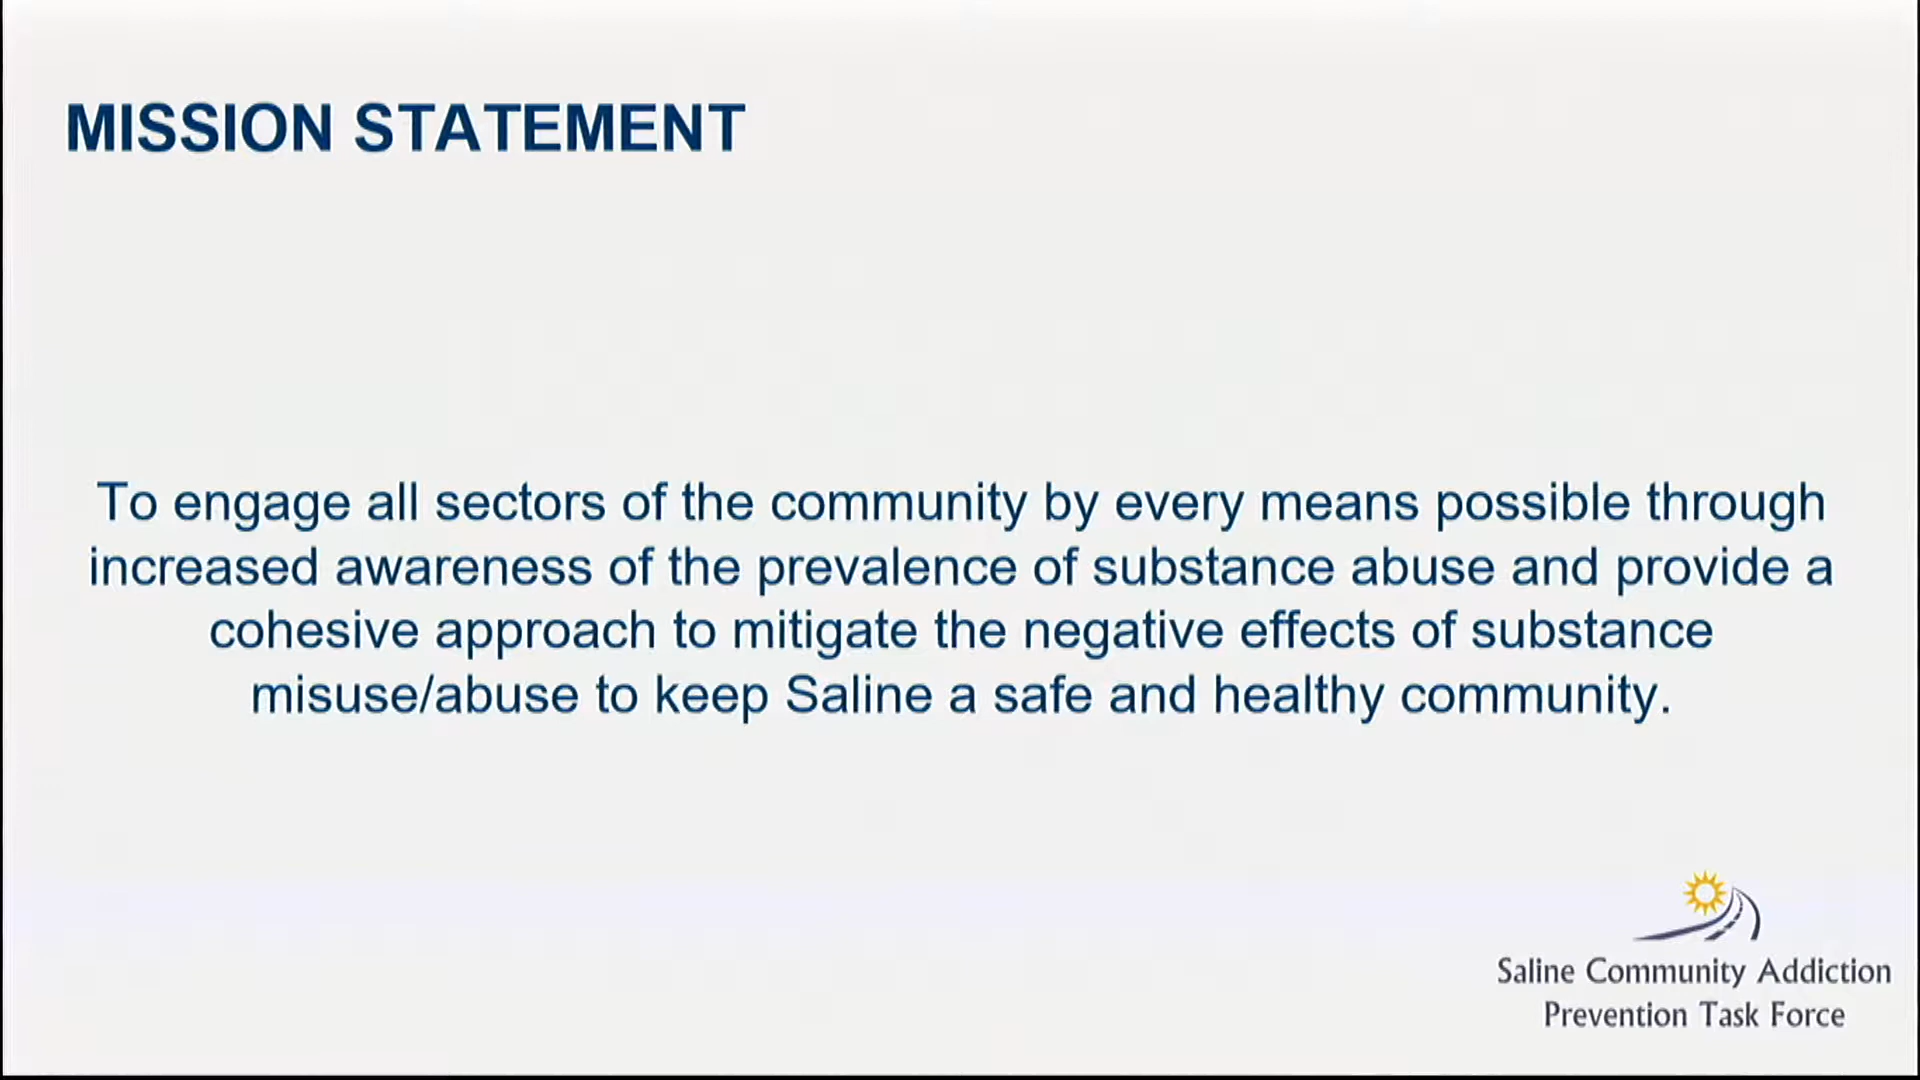 MISSION STATEMENT
To engage all sectors of the community by every means possible through
increased awareness of the prevalence of substance abuse and provide a
cohesive approach to mitigate the negative effects of substance
misuse/abuse to keep Saline a safe and healthy community.
Saline Community Addiction
Prevention Task Force